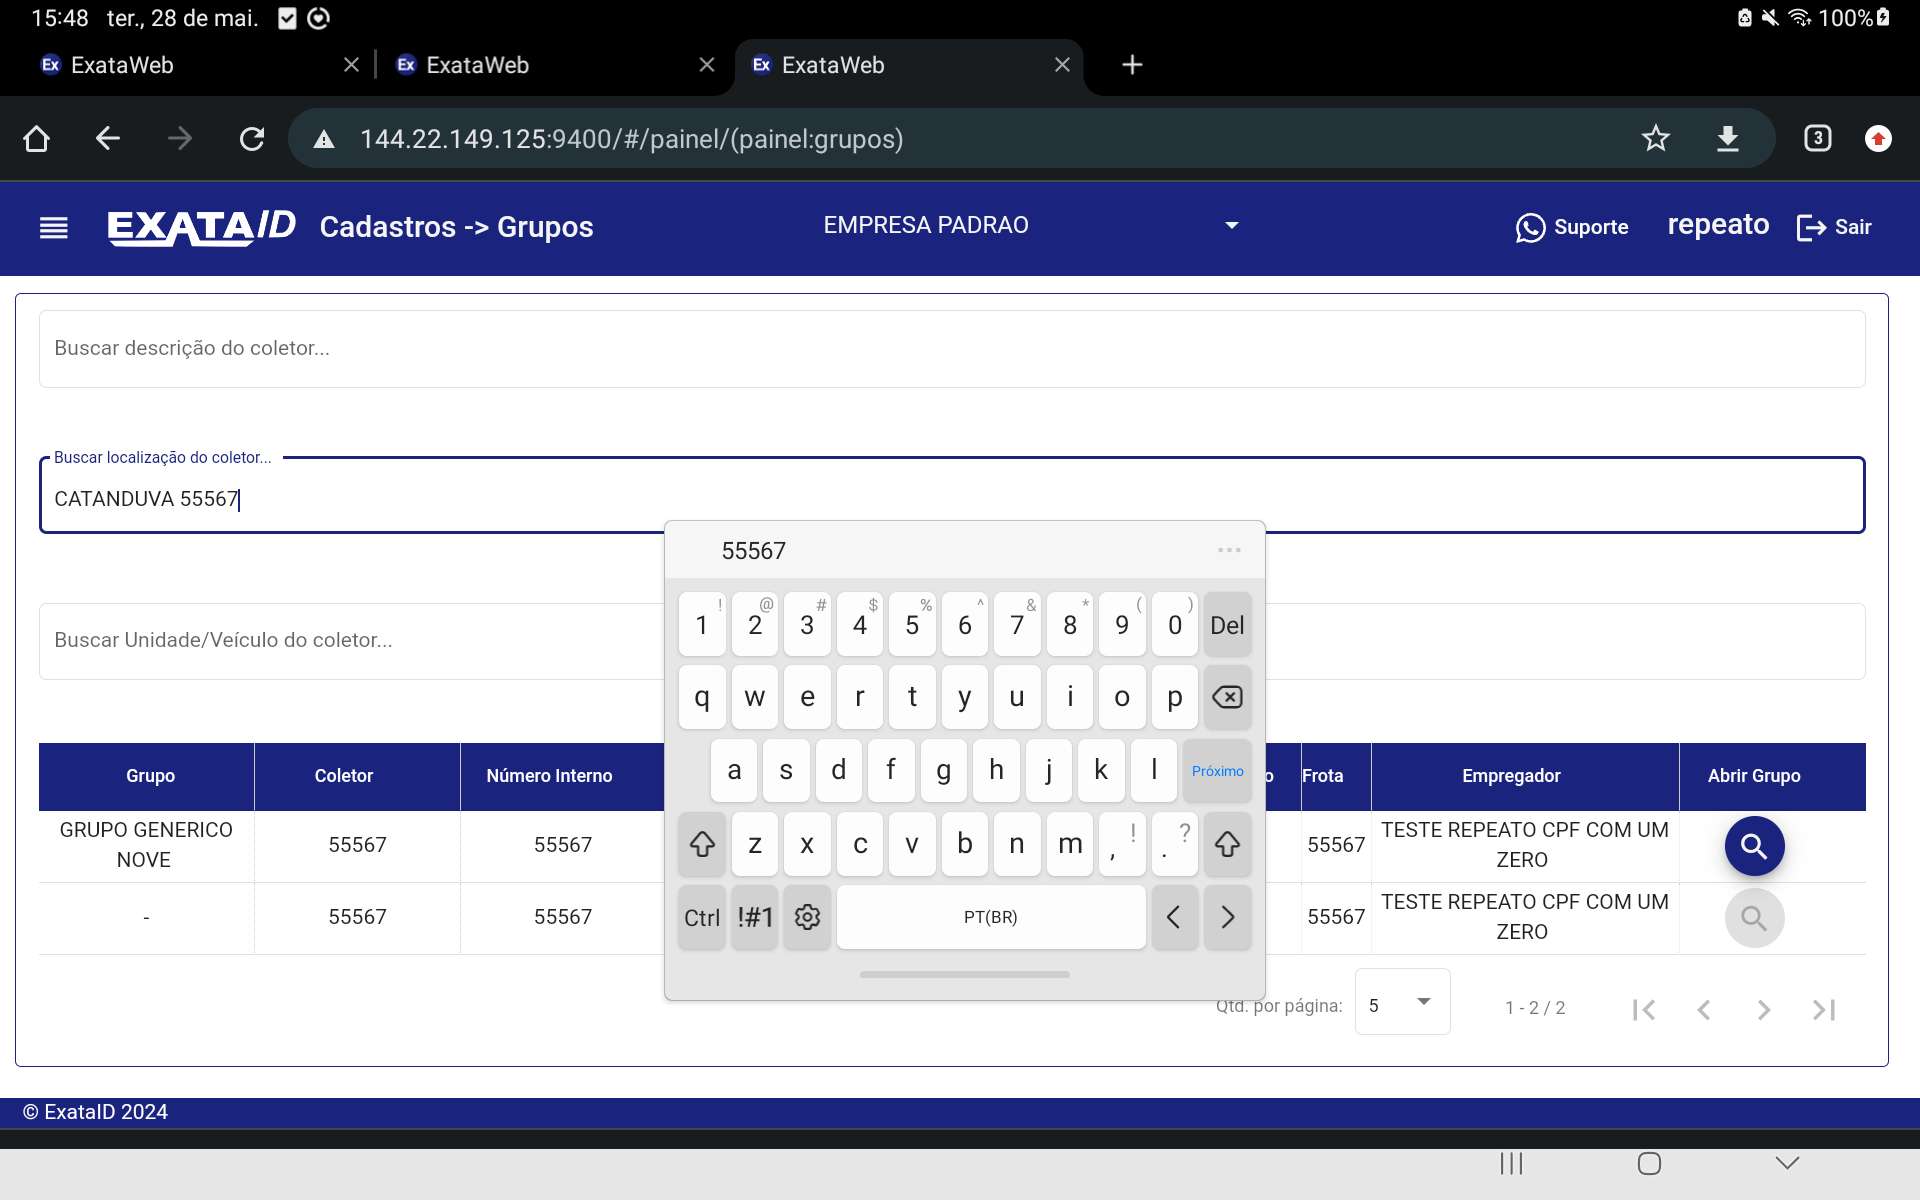 15:48 ter., 28 de mai. 100%
Ex ExataWeb Ex ExataWeb Ex ExataWeb
144.22.149.125:9400/#/painel/(painel:grupos) 3
EXATA ID Cadastros -> Grupos EMPRESA PADRAO Suporte repeato Sair
Buscar descrição do coletor...
Buscar localização do coletor...
CATANDUVA 55567
55567 ...
Buscar Unidade/Veículo do coletor...
! @ # $ % ^ & * ( )
1 2 3 4 5 6 7 8 9 0 Del
q w e r t y u i o p
a s d f g h j k l Próximo
z x c v b n m , ! . ?
Ctrl !#1 PT(BR)
Grupo Coletor Número Interno o Frota Empregador Abrir Grupo
GRUPO GENERICO NOVE 55567 55567 55567 TESTE REPEATO CPF COM UM ZERO
- 55567 55567 55567 TESTE REPEATO CPF COM UM ZERO
Qtd. por página: 5 1 - 2 / 2
© ExataID 2024